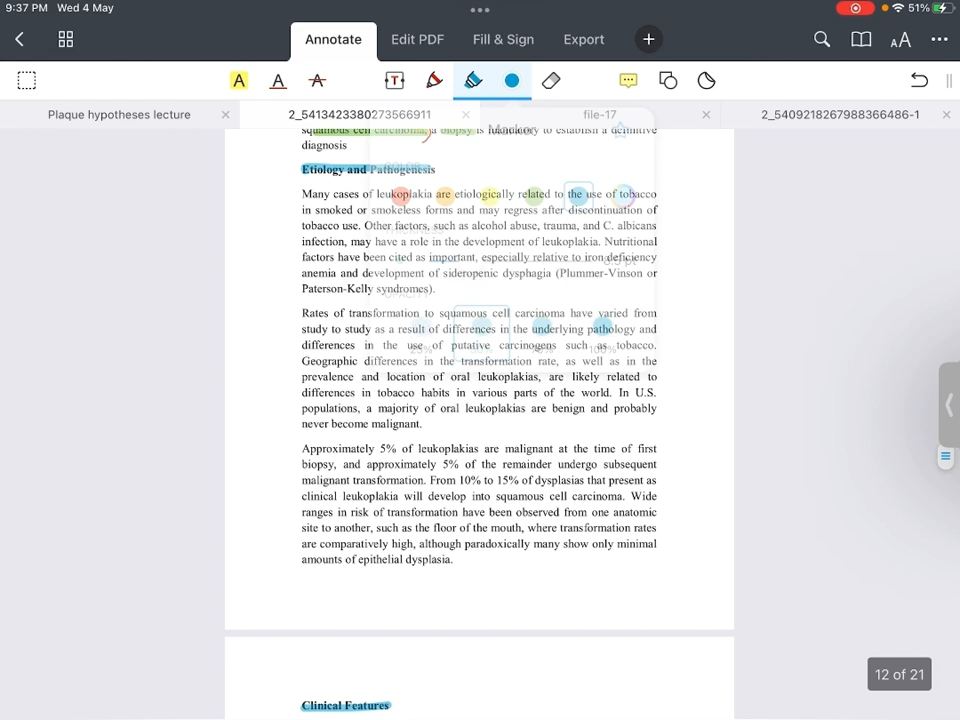 9:37 PM Wed 4 May
51%
Annotate
Edit PDF
Fill & Sign
Export
AA
A
A
A
T
Plaque hypotheses lecture
2_5413423380273566911
file-17
2_5409218267988366486-1
squamous cell carcinoma, a biopsy is mandatory to establish a definitive
diagnosis
Marker
Etiology and Pathogenesis
COLOR
Many cases of leukoplakia are etiologically related to the use of tobacco
in smoked or smokeless forms and may regress after discontinuation of
tobacco use. Other factors, such as alcohol abuse, trauma, and C. albicans
THICKNESS
infection, may have a role in the development of leukoplakia. Nutritional
factors have been cited as important, especially relative to iron deficiency
anemia and development of sideropenic dysphagia (Plummer-Vinson or
Paterson-Kelly syndromes).
OPACITY
Rates of transformation to squamous cell carcinoma have varied from
study to study as a result of differences in the underlying pathology and
differences in the use of putative carcinogens such as tobacco.
25%
100%
Geographic differences in the transformation rate, as well as in the
prevalence and location of oral leukoplakias, are likely related to
differences in tobacco habits in various parts of the world. In U.S.
populations, a majority of oral leukoplakias are benign and probably
never become malignant.
Approximately 5% of leukoplakias are malignant at the time of first
biopsy, and approximately 5% of the remainder undergo subsequent
malignant transformation. From 10% to 15% of dysplasias that present as
clinical leukoplakia will develop into squamous cell carcinoma. Wide
ranges in risk of transformation have been observed from one anatomic
site to another, such as the floor of the mouth, where transformation rates
are comparatively high, although paradoxically many show only minimal
amounts of epithelial dysplasia.
12 of 21
Clinical Features